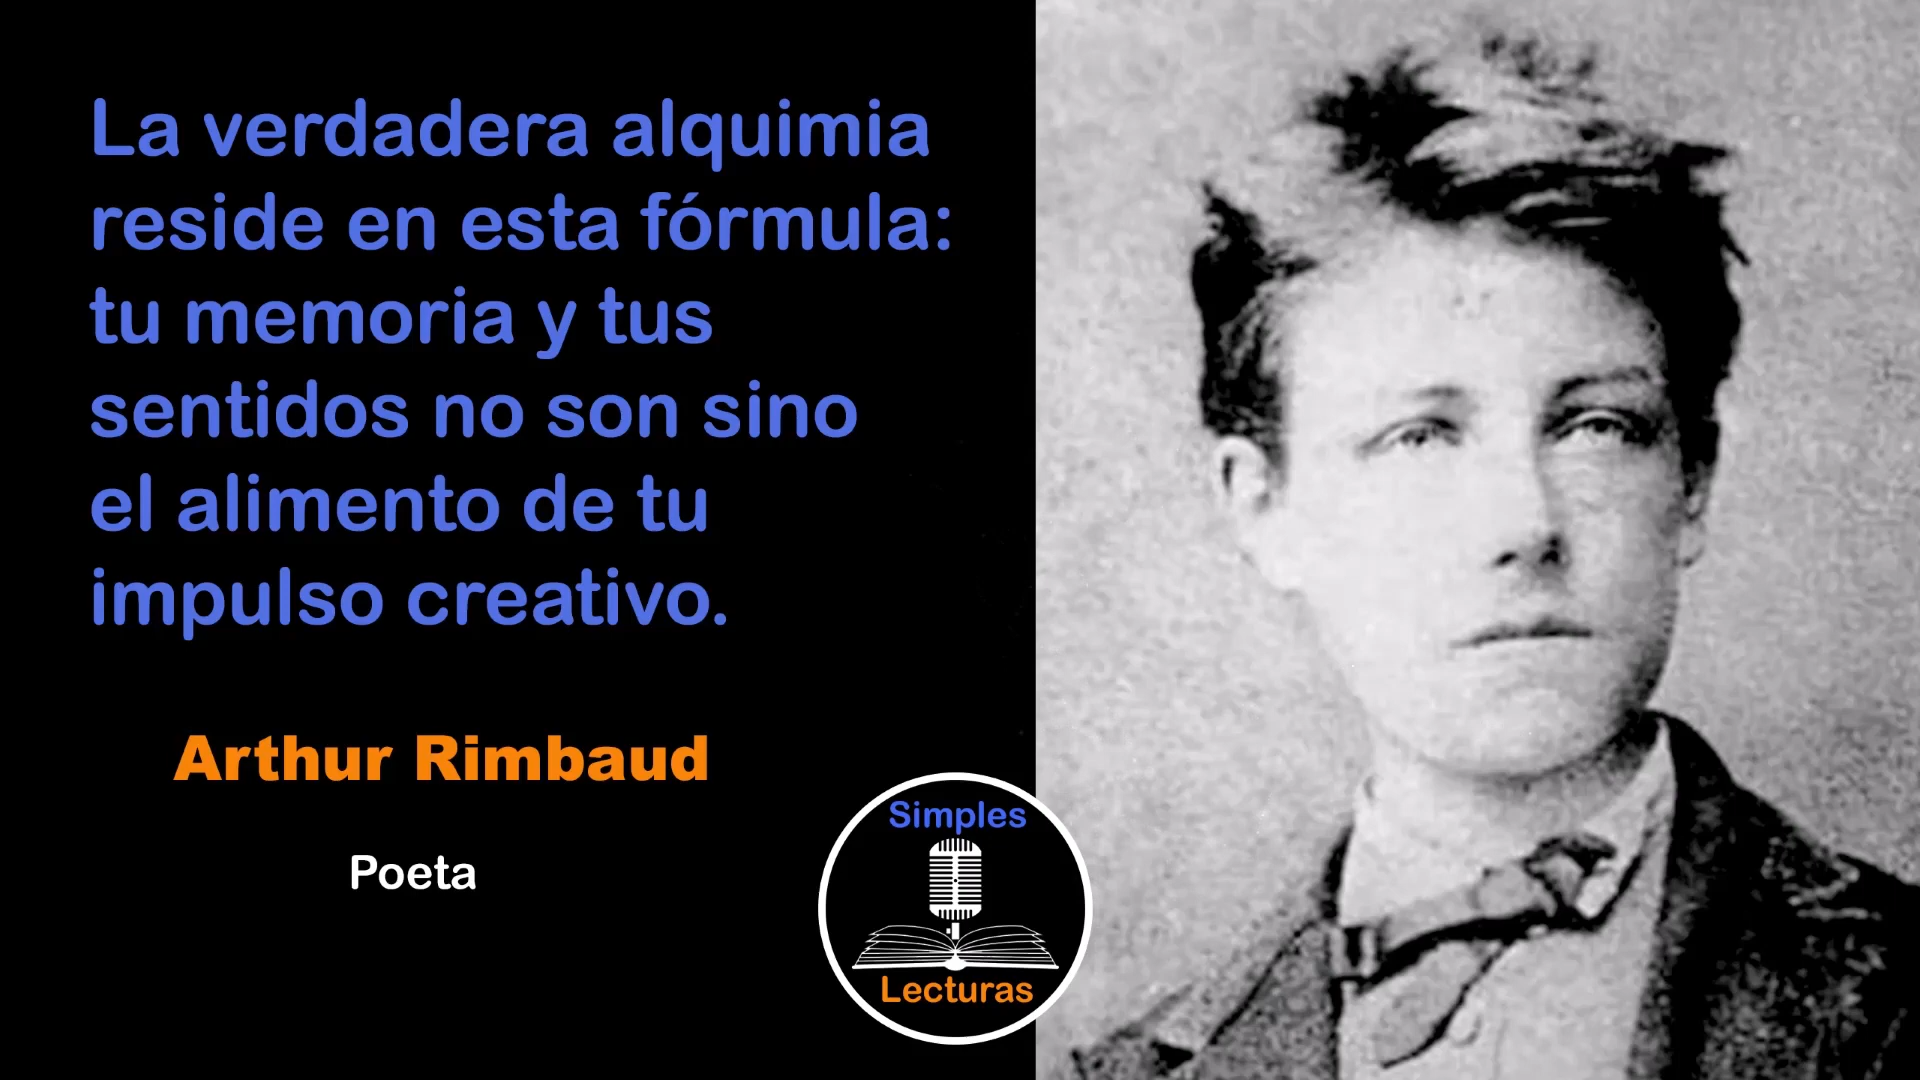 La verdadera alquimia
reside en esta fórmula:
tu memoria y tus
sentidos no son sino
el alimento de tu
impulso creativo.
Arthur Rimbaud
Poeta
Simples
Lecturas